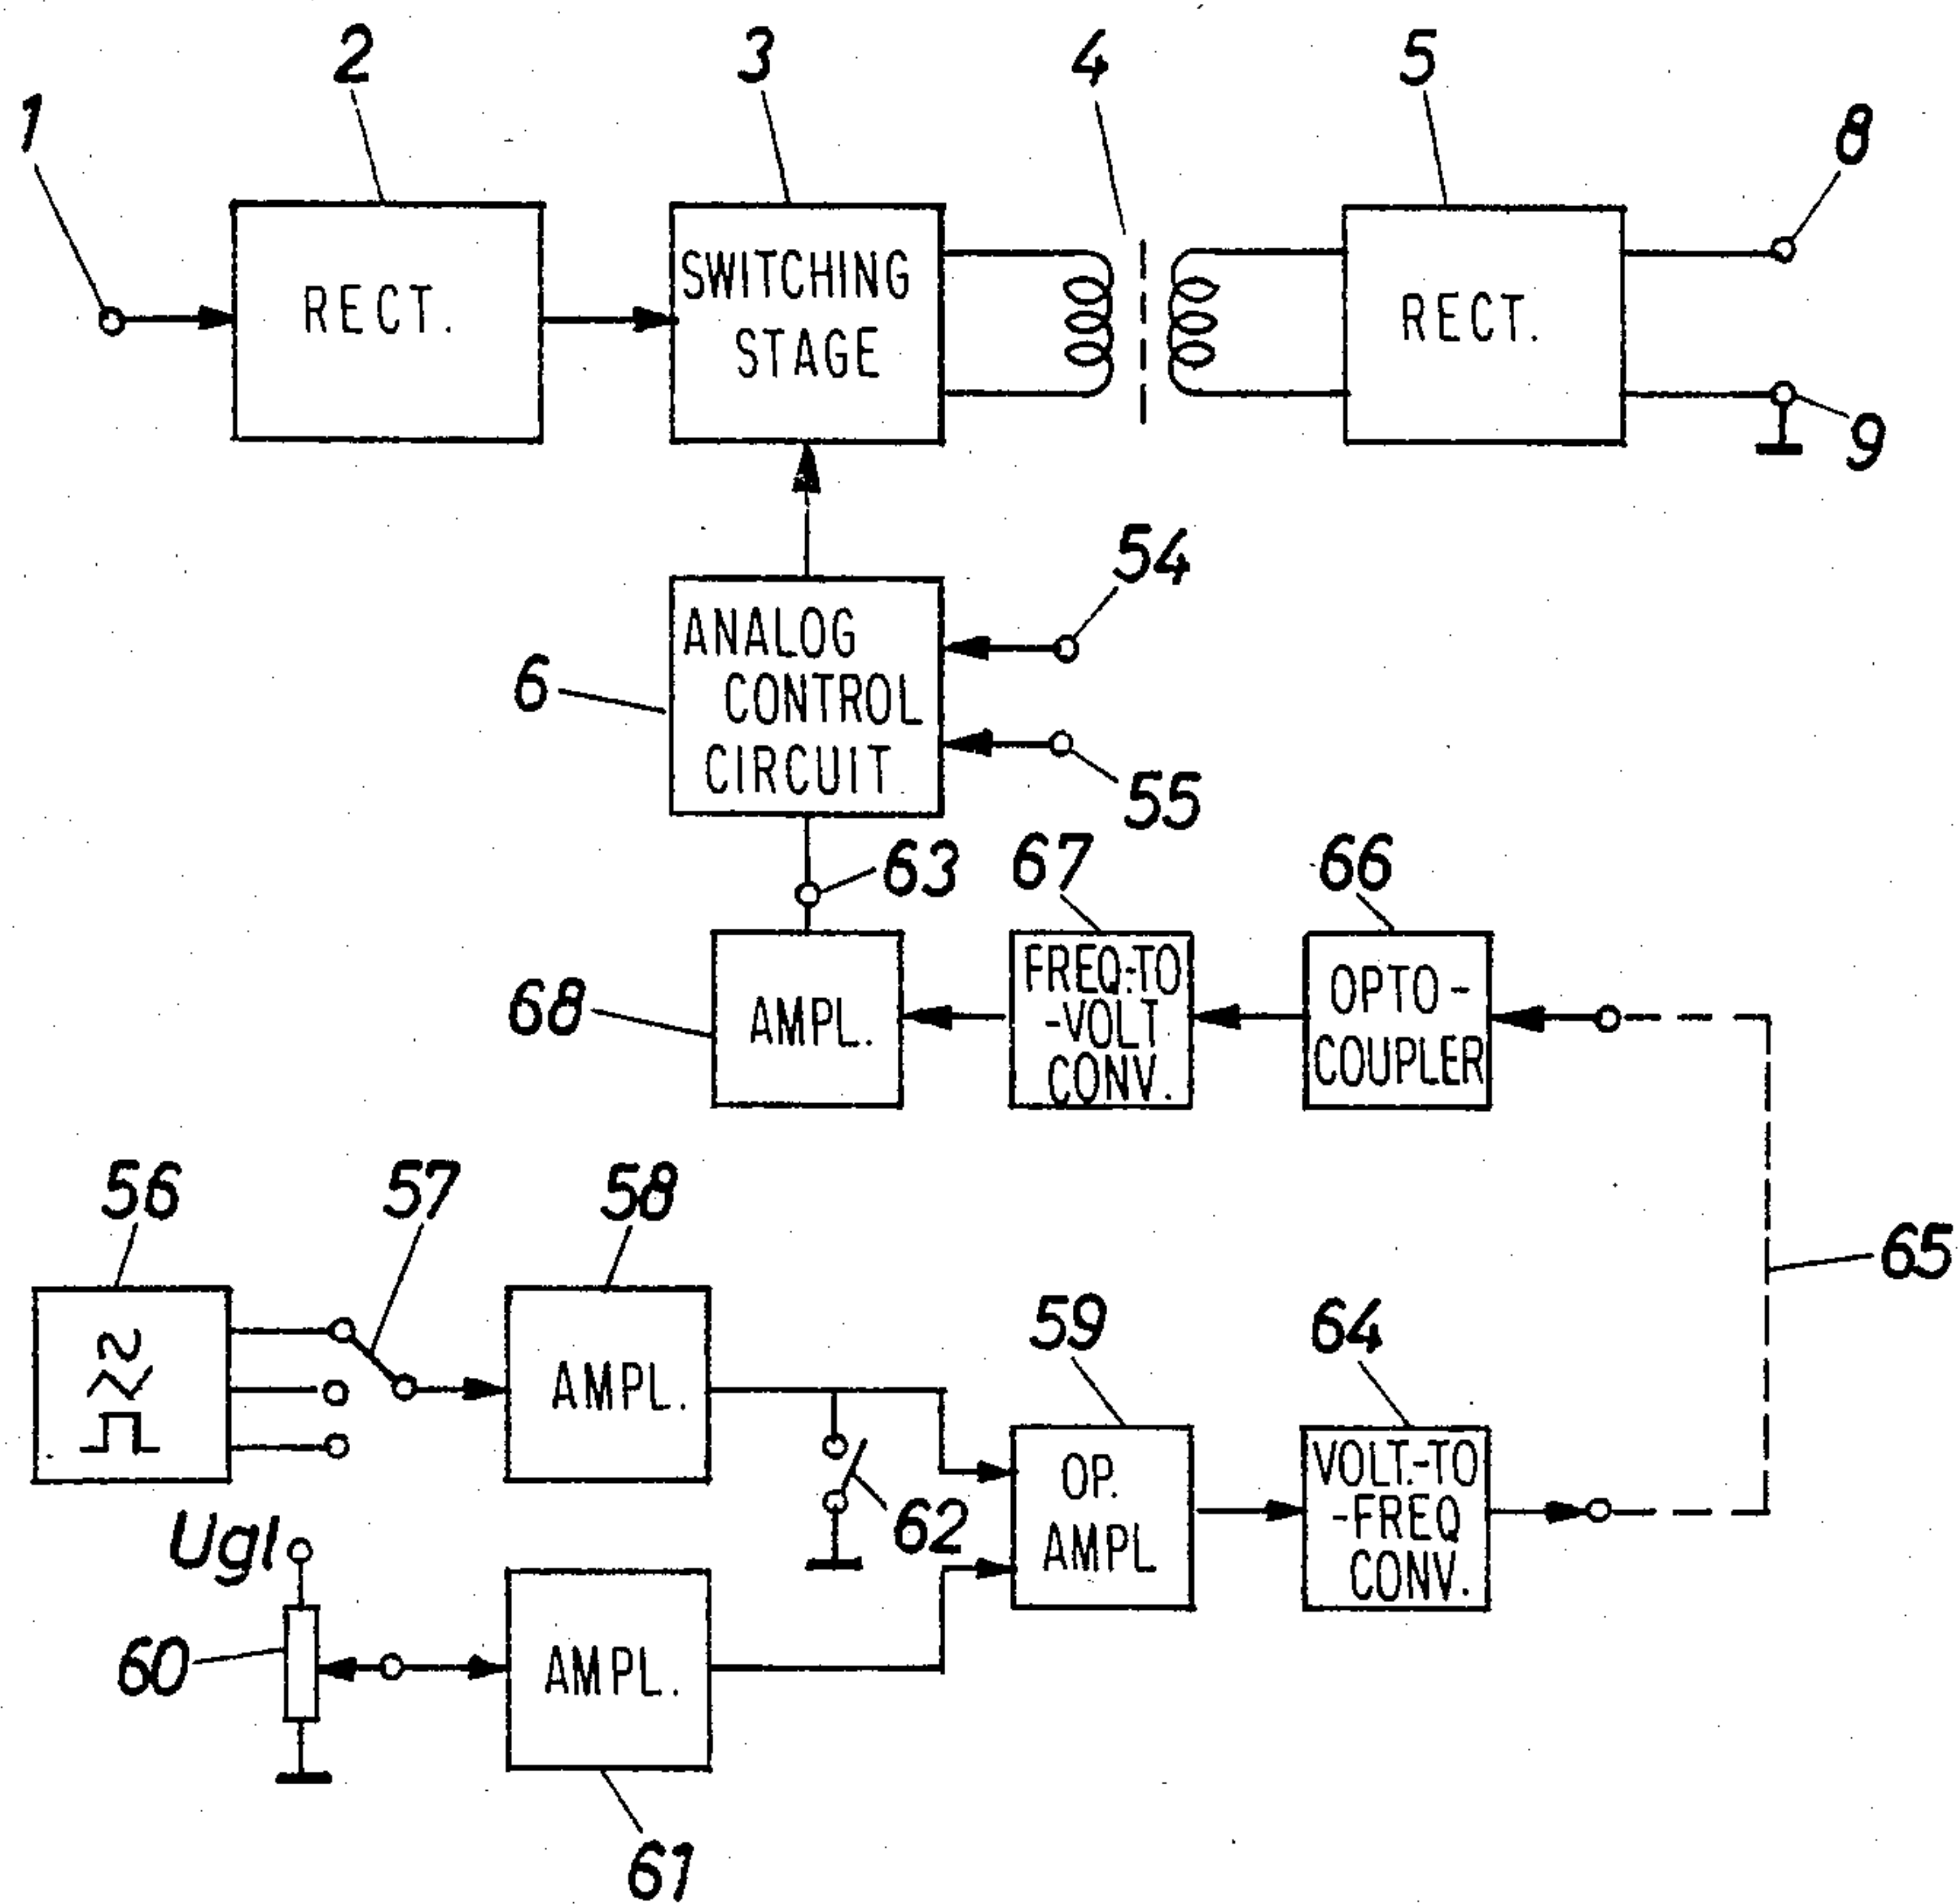 1
2
3
4
5
8
RECT.
SWITCHING
STAGE
RECT.
9
54
6
ANALOG
CONTROL
CIRCUIT
55
63
67
66
68
AMPL.
FREQ.-TO
-VOLT
CONV.
OPTO-
COUPLER
56
57
58
65
59
64
AMPL.
OP.
AMPL
VOLT.-TO
-FREQ
CONV.
62
Ugl
60
AMPL.
61